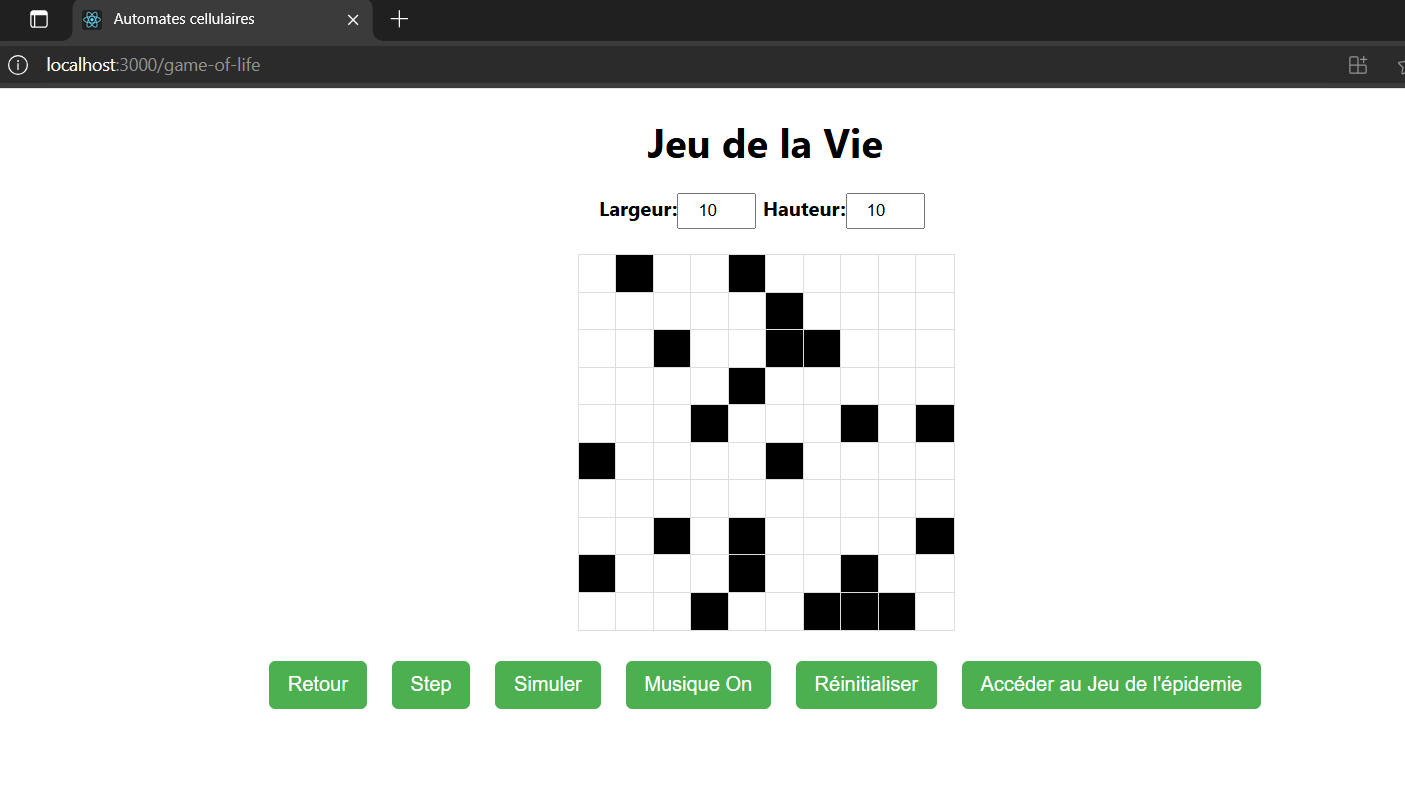 Automates cellulaires
localhost:3000/game-of-life
Jeu de la Vie
Largeur: 10 Hauteur: 10
Retour Step Simuler Musique On Réinitialiser Accéder au Jeu de l'épidemie